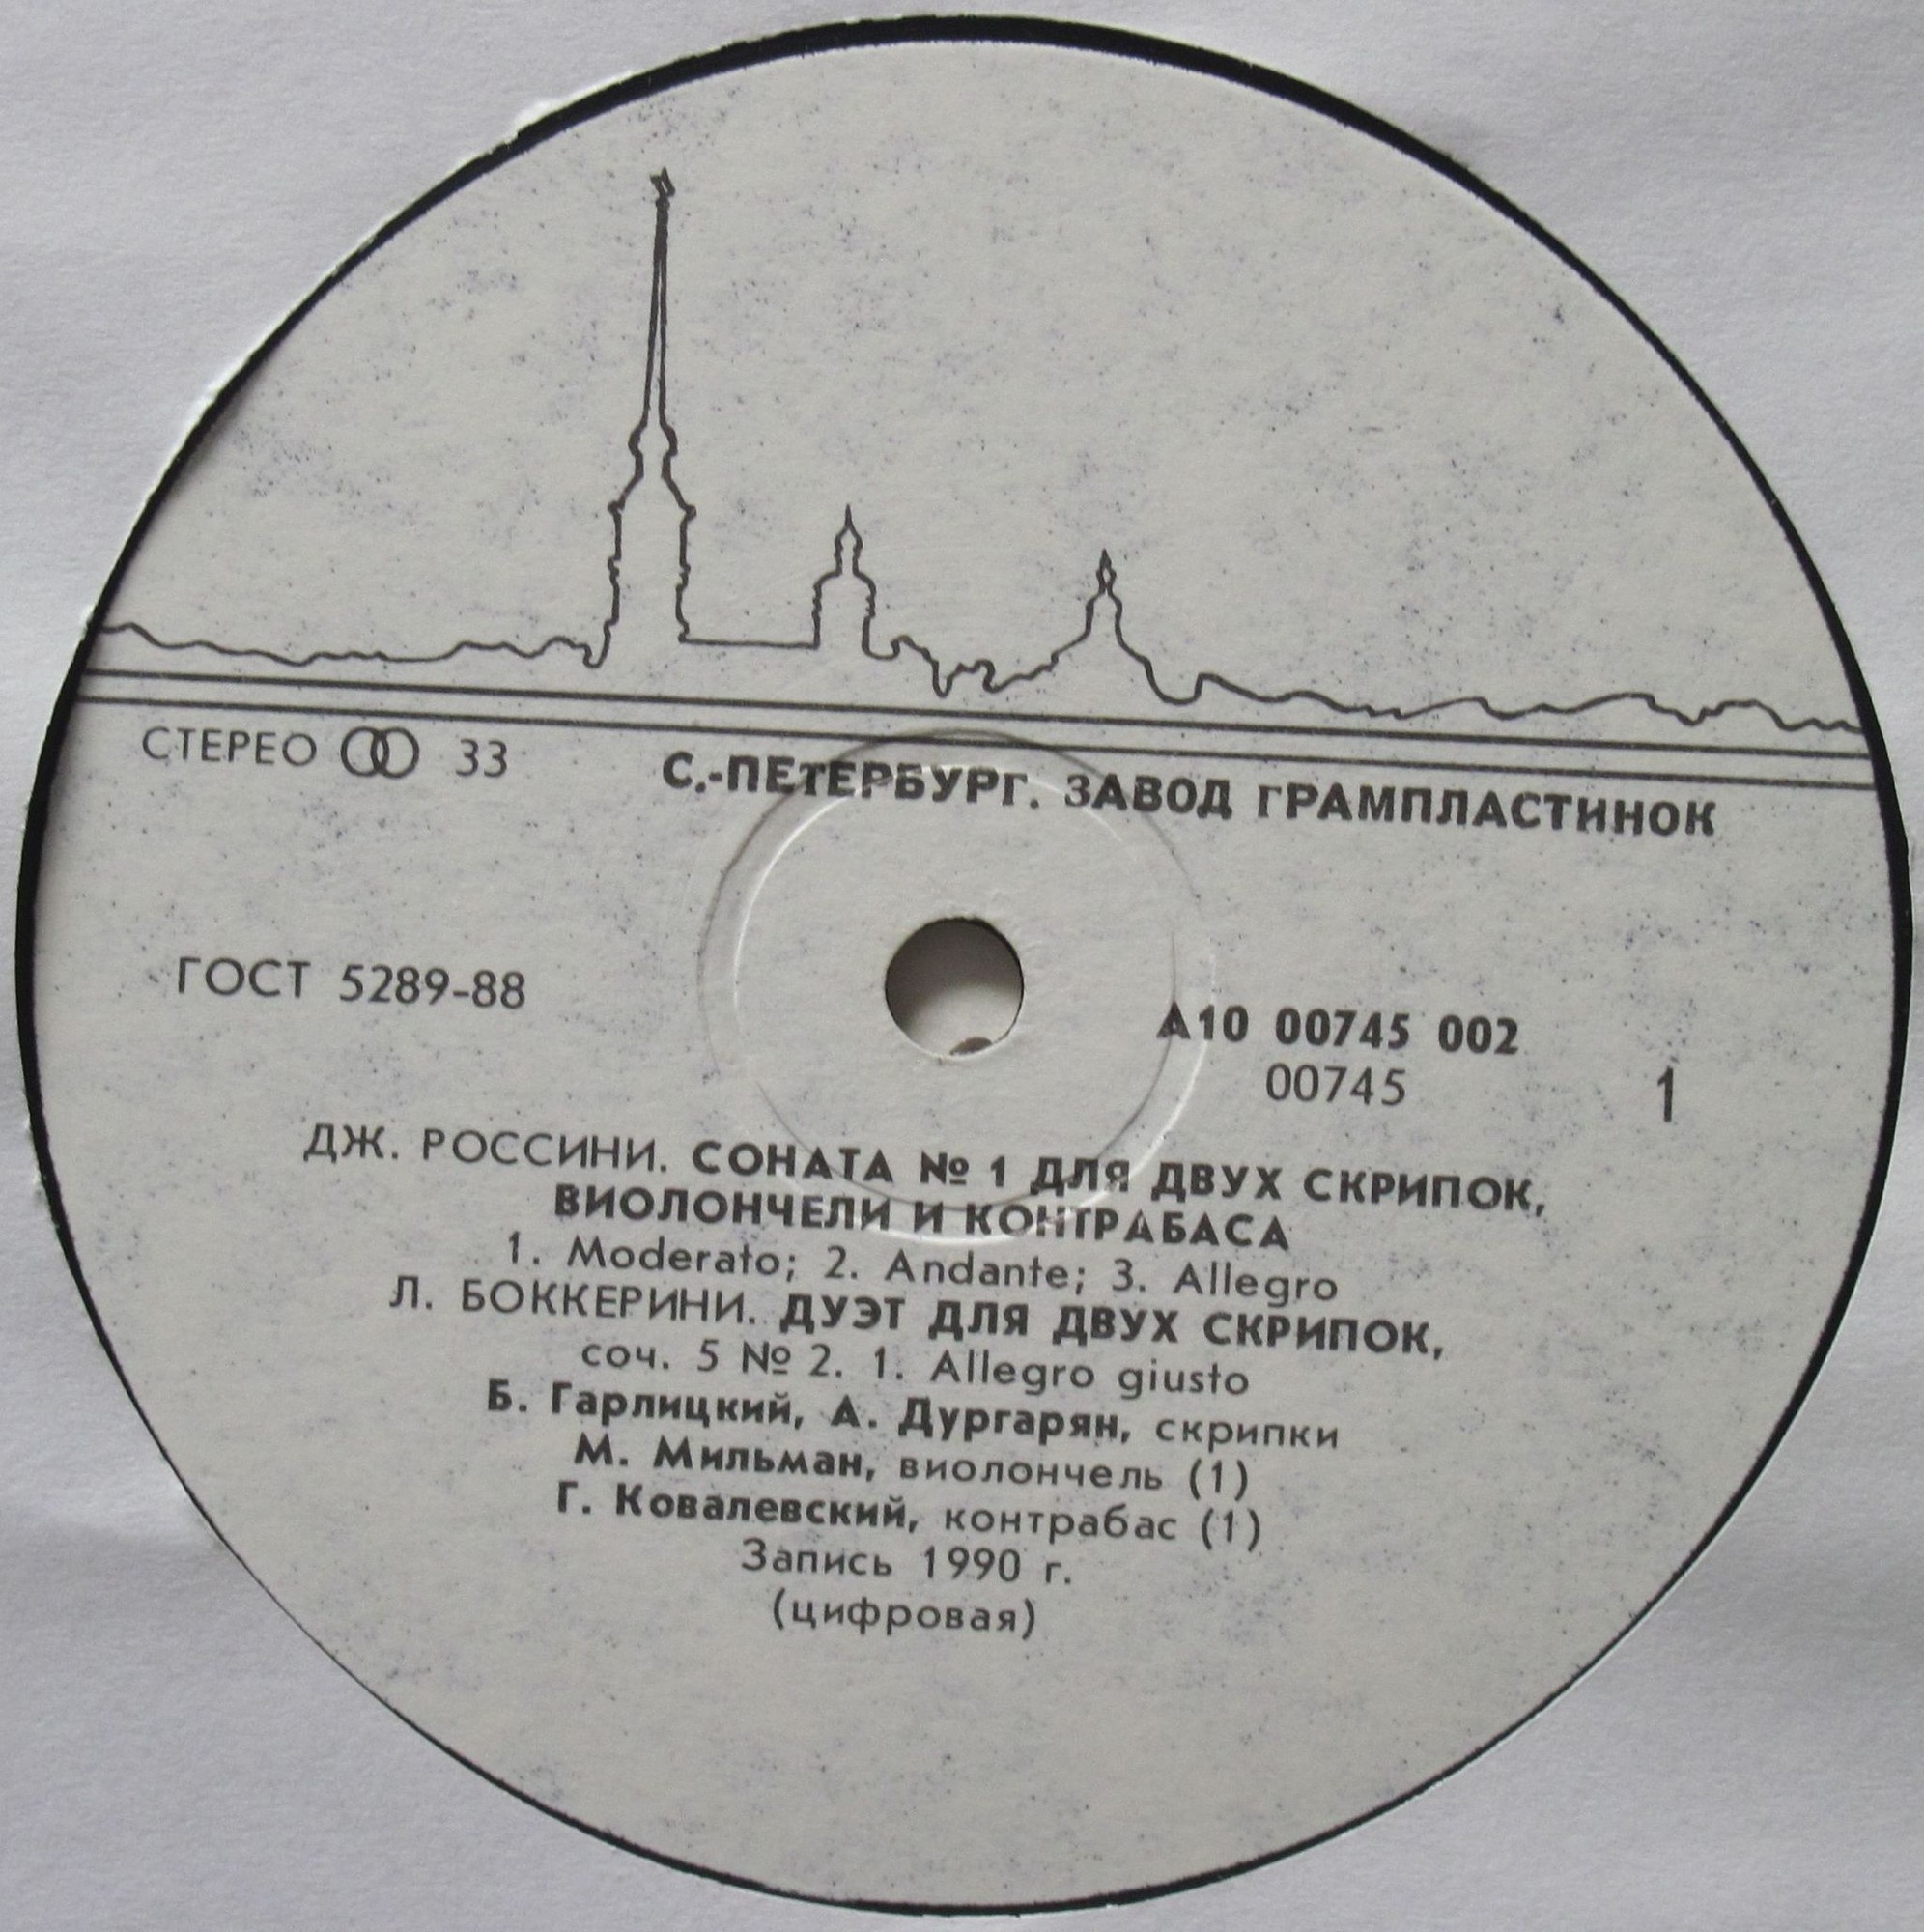 СТЕРЕО 33
С.-ПЕТЕРБУРГ. ЗАВОД ГРАМПЛАСТИНОК
ГОСТ 5289-88
А10 00745 002
00745
1
ДЖ. РОССИНИ. СОНАТА № 1 ДЛЯ ДВУХ СКРИПОК,
ВИОЛОНЧЕЛИ И КОНТРАБАСА
1. Moderato; 2. Andante; 3. Allegro
Л. БОККЕРИНИ. ДУЭТ ДЛЯ ДВУХ СКРИПОК,
соч. 5 № 2. 1. Allegro giusto
Б. Гарлицкий, А. Дургарян, скрипки
М. Мильман, виолончель (1)
Г. Ковалевский, контрабас (1)
Запись 1990 г.
(цифровая)